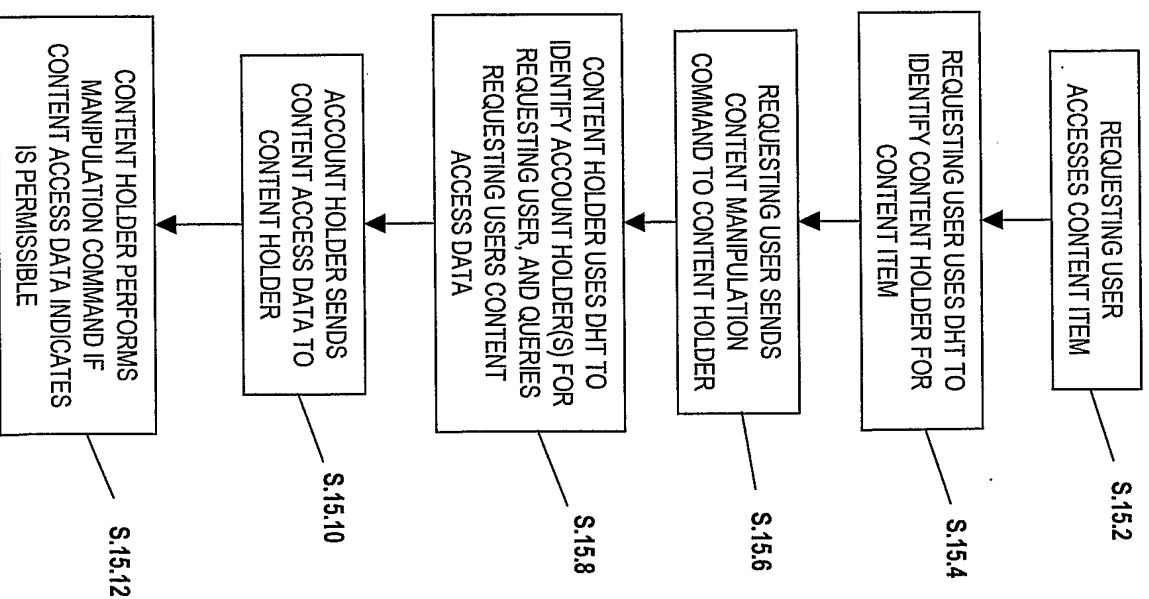 REQUESTING USER
ACCESSES CONTENT ITEM
S.15.2
REQUESTING USER USES DHT TO
IDENTIFY CONTENT HOLDER FOR
CONTENT ITEM
S.15.4
REQUESTING USER SENDS
CONTENT MANIPULATION
COMMAND TO CONTENT HOLDER
S.15.6
CONTENT HOLDER USES DHT TO
IDENTIFY ACCOUNT HOLDER(S) FOR
REQUESTING USER, AND QUERIES
REQUESTING USERS CONTENT
ACCESS DATA
S.15.8
ACCOUNT HOLDER SENDS
CONTENT ACCESS DATA TO
CONTENT HOLDER
S.15.10
CONTENT HOLDER PERFORMS
MANIPULATION COMMAND IF
CONTENT ACCESS DATA INDICATES
IS PERMISSIBLE
S.15.12